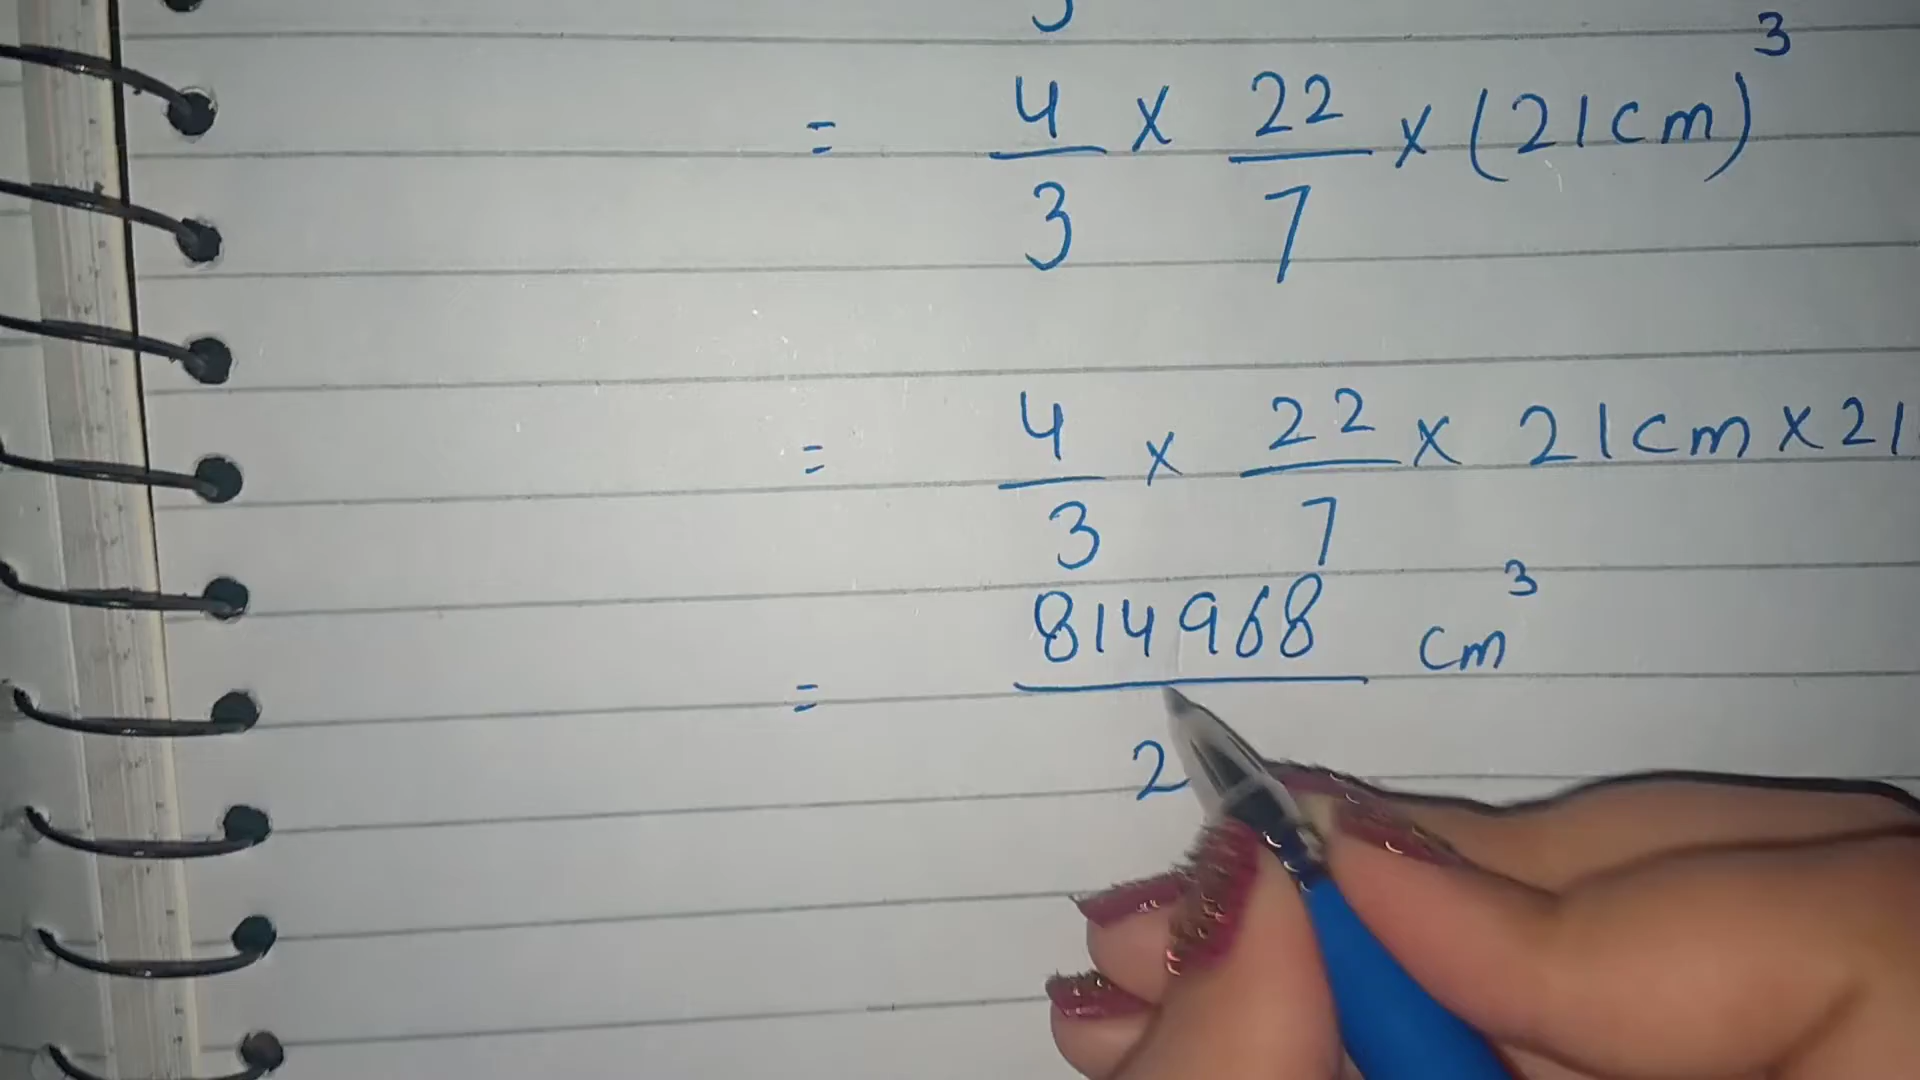 = 4/3 x 22/7 x (21cm)³
= 4/3 x 22/7 x 21cm x 21
= 814968/2 cm³